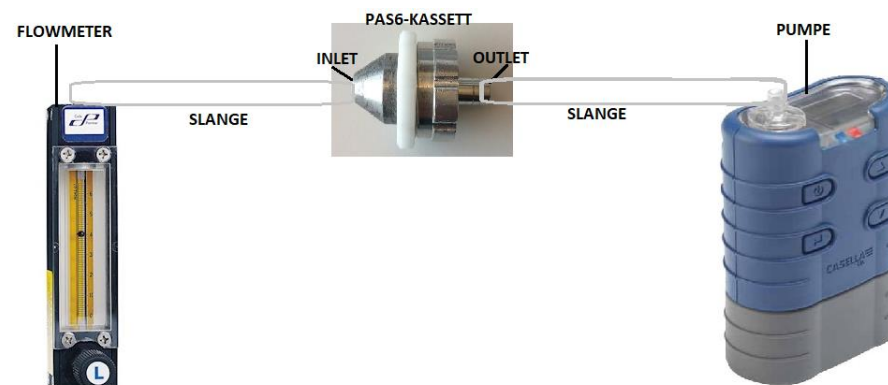 PAS6-KASSETT
FLOWMETER
PUMPE
INLET
OUTLET
SLANGE
SLANGE
CASELLA
L